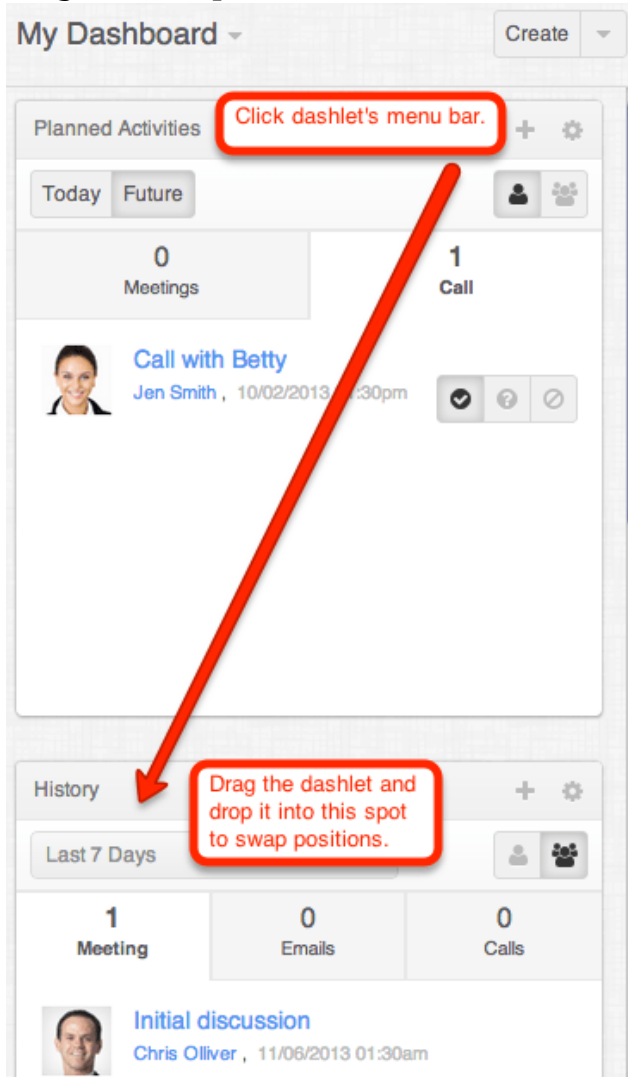 My Dashboard
Create
Planned Activities
Click dashlet's menu bar.
Today Future
0
Meetings
1
Call
Call with Betty
Jen Smith , 10/02/2013 :30pm
History
Drag the dashlet and
drop it into this spot
to swap positions.
Last 7 Days
1
Meeting
0
Emails
0
Calls
Initial discussion
Chris Olliver , 11/06/2013 01:30am